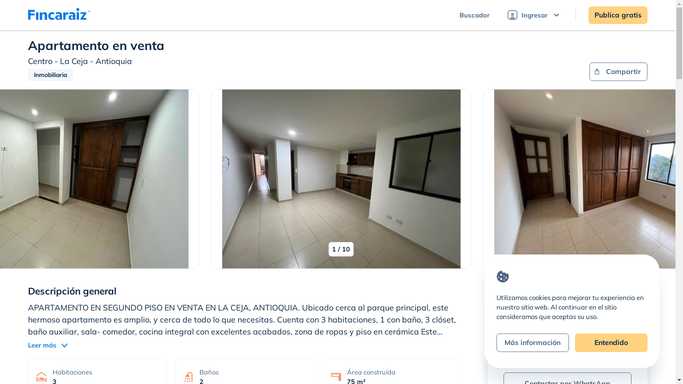 Fincaraiz
Buscador
Ingresar
Publica gratis
Apartamento en venta
Centro - La Ceja - Antioquia
Inmobiliaria
Compartir
1 / 10
Descripción general
APARTAMENTO EN SEGUNDO PISO EN VENTA EN LA CEJA, ANTIOQUIA. Ubicado cerca al parque principal, este
hermoso apartamento es amplio, y cerca de todo lo que necesitas. Cuenta con 3 habitaciones, 1 con baño, 3 clóset,
baño auxiliar, sala- comedor, cocina integral con excelentes acabados, zona de ropas y piso en cerámica Este...
Leer más
Habitaciones
3
Baños
2
Área construida
75 m²
Utilizamos cookies para mejorar tu experiencia en
nuestro sitio web. Al continuar en el sitio
consideramos que aceptas su uso.
Más información
Entendido
Contactar por WhatsApp